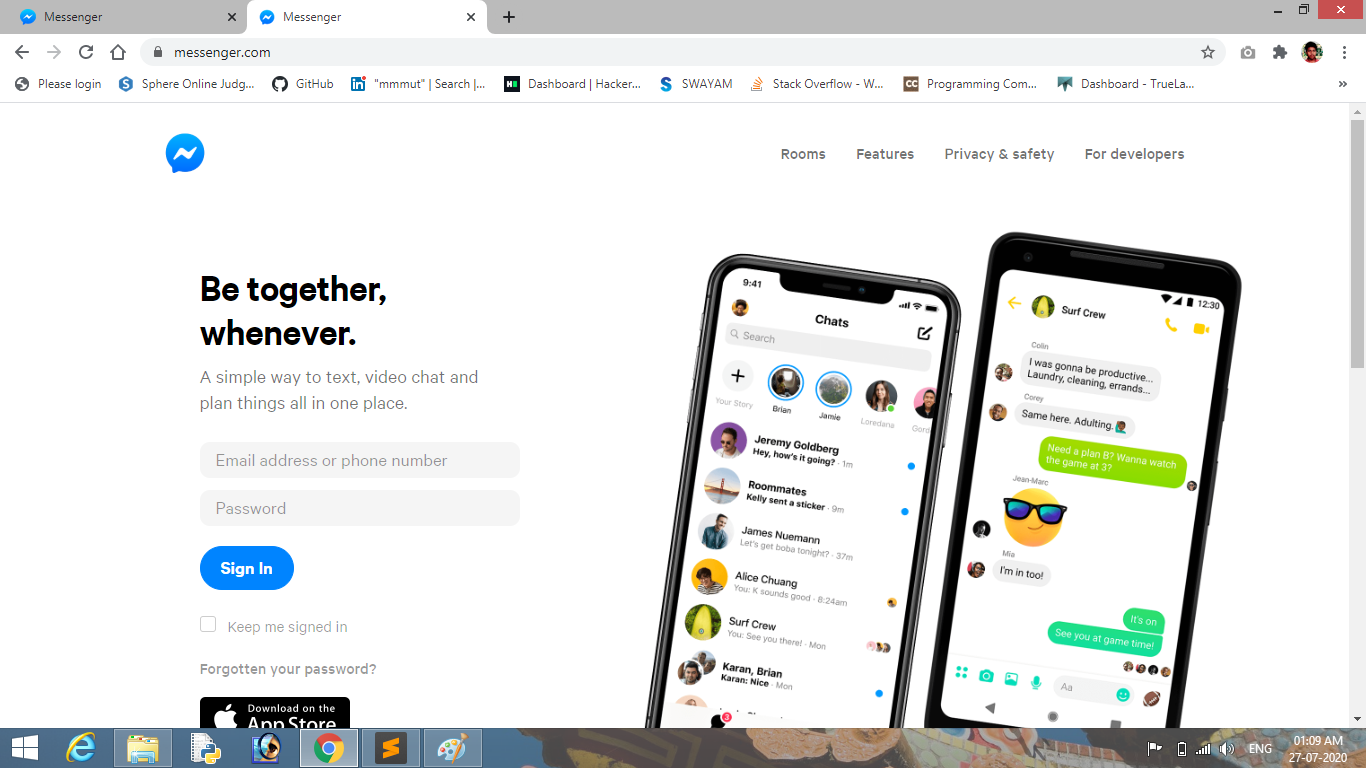 Messenger
Messenger
messenger.com
Please login
Sphere Online Judg...
GitHub
"mmmut" | Search |...
Dashboard | Hacker...
SWAYAM
Stack Overflow - W...
Programming Com...
Dashboard - TrueLa...
Rooms
Features
Privacy & safety
For developers
Be together,
whenever.
A simple way to text, video chat and
plan things all in one place.
Email address or phone number
Password
Sign In
Keep me signed in
Forgotten your password?
Download on the
App Store
9:41
Chats
Search
Your Story
Brian
Jamie
Loredana
Jeremy Goldberg
Hey, how's it going? · 1m
Roommates
Kelly sent a sticker · 9m
James Nuemann
Let's get boba tonight? · 37m
Alice Chuang
You: K sounds good · 8:24am
Surf Crew
You: See you there! · Mon
Karan, Brian
Karan: Nice · Mon
3
12:30
Surf Crew
Colin
I was gonna be productive...
Laundry, cleaning, errands...
Corey
Same here. Adulting.
Need a plan B? Wanna watch
the game at 3?
Jean-Marc
Mia
I'm in too!
It's on
See you at game time!
Aa
ENG
01:09 AM
27-07-2020